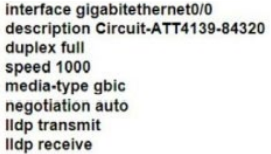 interface gigabitethernet0/0
description Circuit-ATT4139-84320
duplex full
speed 1000
media-type gbic
negotiation auto
lldp transmit
lldp receive